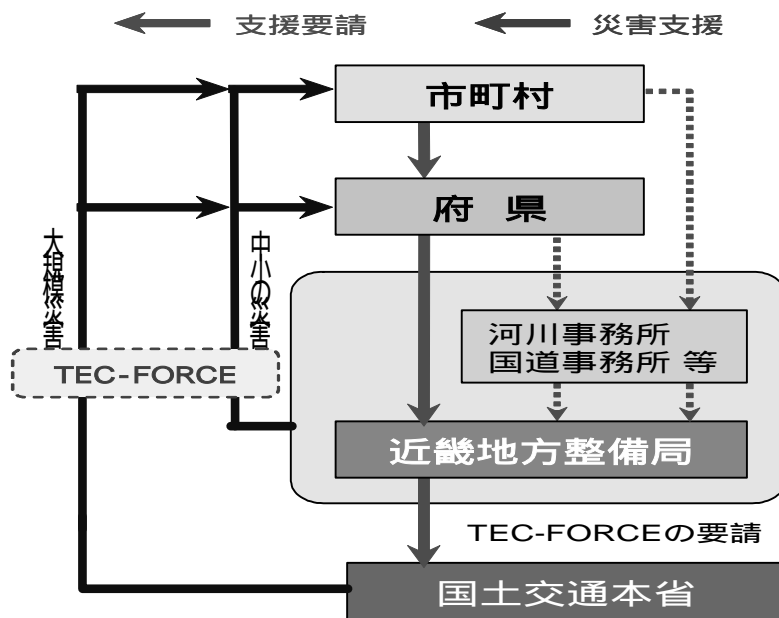 支援要請
災害支援
市町村
府 県
大規模災害
中小の災害
河川事務所
国道事務所 等
TEC-FORCE
近畿地方整備局
TEC-FORCEの要請
国土交通本省